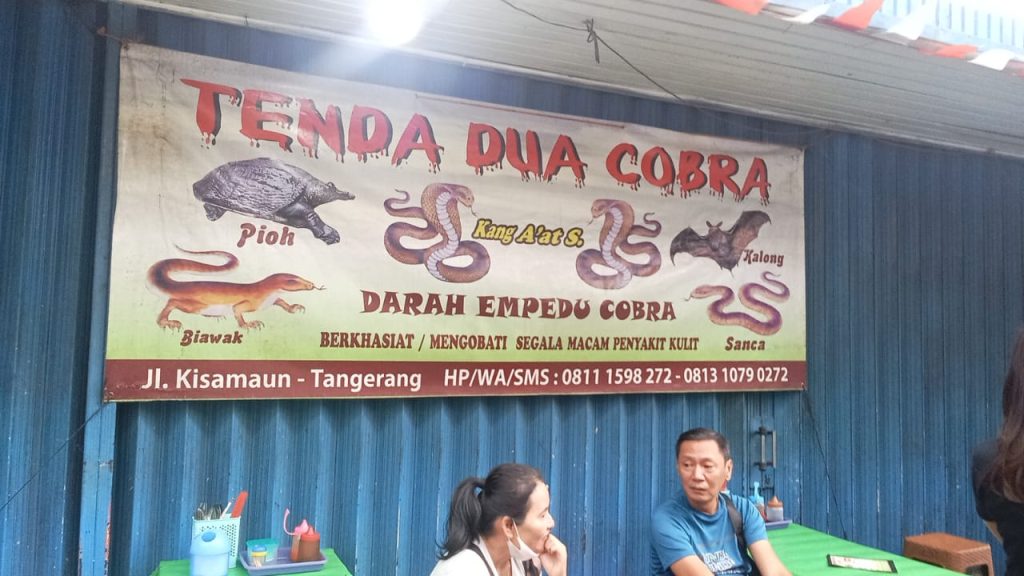 TENDA DUA COBRA
Pioh
Kang A'at S.
Kalong
Biawak
DARAH EMPEDU COBRA
Sanca
BERKHASIAT / MENGOBATI SEGALA MACAM PENYAKIT KULIT
Jl. Kisamaun - Tangerang HP/WA/SMS : 0811 1598 272 - 0813 1079 0272